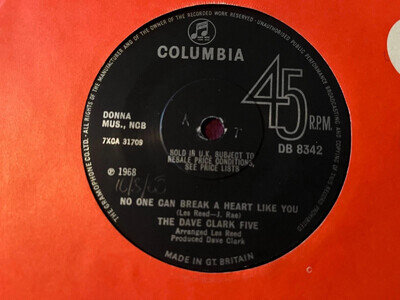 COLUMBIA
45
R.P.M.
DB 8342
DONNA
MUS., NCB
7XCA 31709
A T
SOLD IN U.K. SUBJECT TO
RESALE PRICE CONDITIONS,
SEE PRICE LISTS
℗ 1968
NO ONE CAN BREAK A HEART LIKE YOU
(Les Reed—J. Rae)
THE DAVE CLARK FIVE
Arranged Les Reed
Produced Dave Clark
MADE IN GT. BRITAIN
THE GRAMOPHONE CO. LTD. · ALL RIGHTS OF THE MANUFACTURER AND OF THE OWNER OF THE RECORDED WORK RESERVED · UNAUTHORISED PUBLIC PERFORMANCE BROADCASTING AND COPYING OF THIS RECORD PROHIBITED